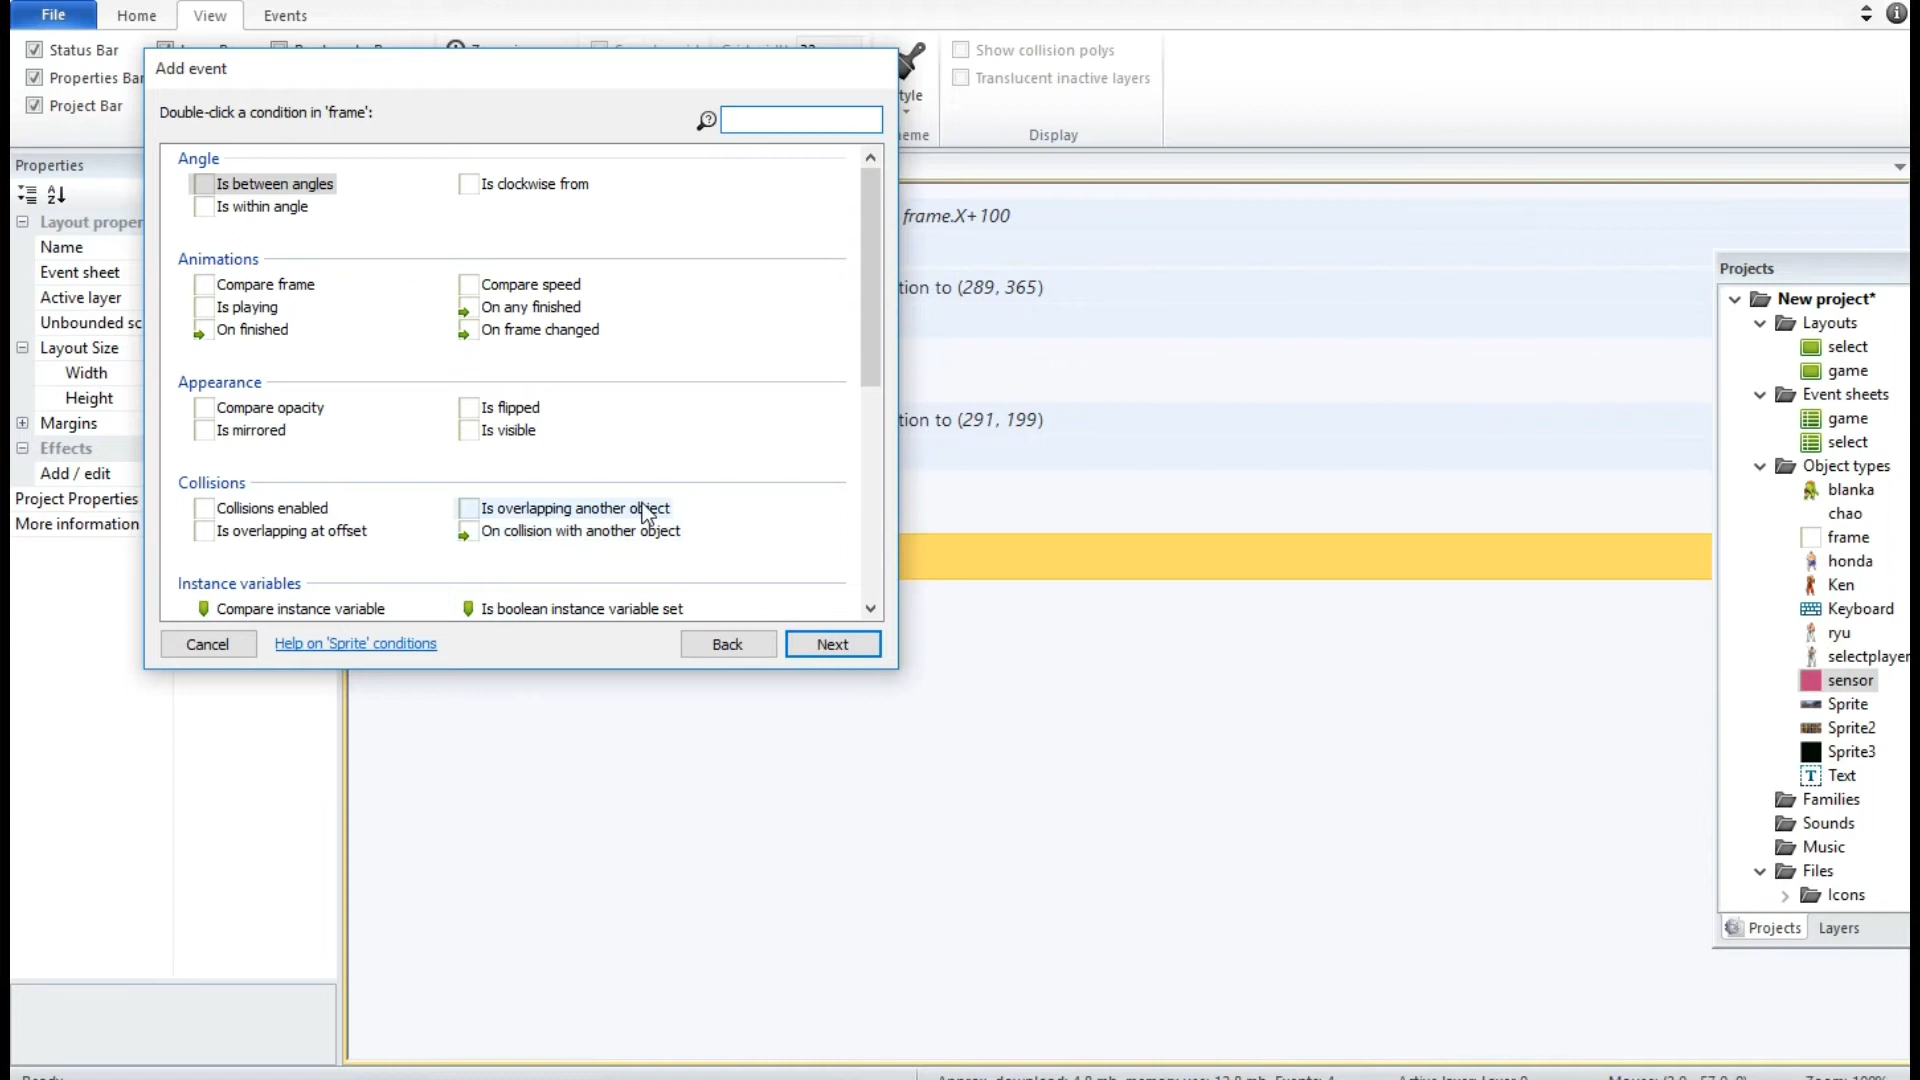 File Home View Events
Status Bar
Properties Bar
Project Bar
Show collision polys
Translucent inactive layers
Display
Add event
Double-click a condition in 'frame':
Angle
Is between angles Is clockwise from
Is within angle
Animations
Compare frame Compare speed
Is playing On any finished
On finished On frame changed
Appearance
Compare opacity Is flipped
Is mirrored Is visible
Collisions
Collisions enabled Is overlapping another object
Is overlapping at offset On collision with another object
Instance variables
Compare instance variable Is boolean instance variable set
Cancel Help on 'Sprite' conditions Back Next
Properties
Layout proper
Name
Event sheet
Active layer
Unbounded sc
Layout Size
Width
Height
Margins
Effects
Add / edit
Project Properties
More information
frame.X+100
tion to (289, 365)
tion to (291, 199)
Projects
New project*
Layouts
select
game
Event sheets
game
select
Object types
blanka
chao
frame
honda
Ken
Keyboard
ryu
selectplayer
sensor
Sprite
Sprite2
Sprite3
T Text
Families
Sounds
Music
Files
Icons
Projects Layers